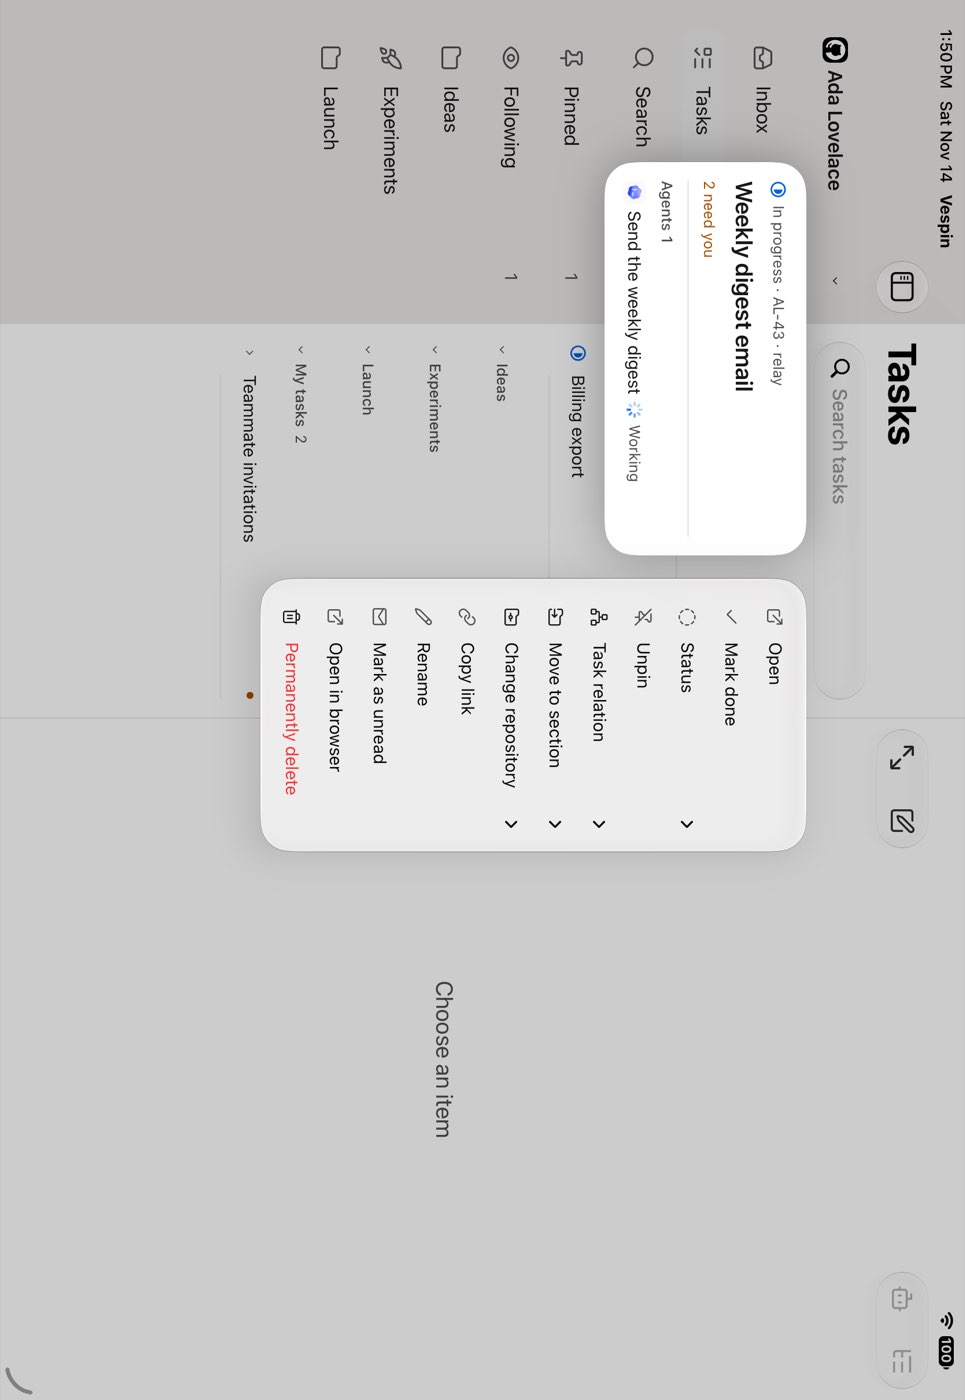 1:50 PM Sat Nov 14 Vespin
100
Tasks
Ada Lovelace
Search tasks
Inbox
Tasks
Search
Pinned 1
Following 1
Ideas
Experiments
Launch
In progress · AL-43 · relay
Weekly digest email
2 need you
Agents 1
Send the weekly digest Working
Billing export
Ideas
Experiments
Launch
My tasks 2
Teammate invitations
Open
Mark done
Status
Unpin
Task relation
Move to section
Change repository
Copy link
Rename
Mark as unread
Open in browser
Permanently delete
Choose an item